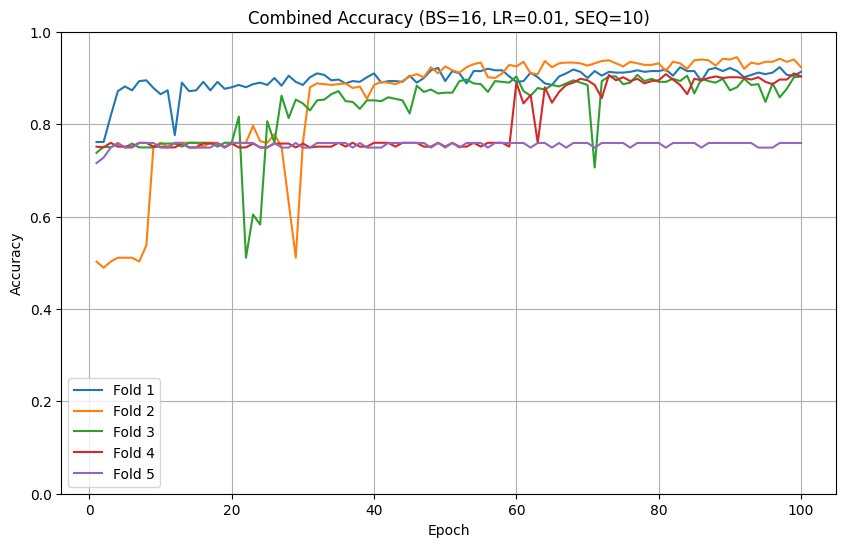 Combined Accuracy (BS=16, LR=0.01, SEQ=10)
1.0
0.8
0.6
0.4
0.2
0.0
Accuracy
Fold 1
Fold 2
Fold 3
Fold 4
Fold 5
0 20 40 60 80 100
Epoch